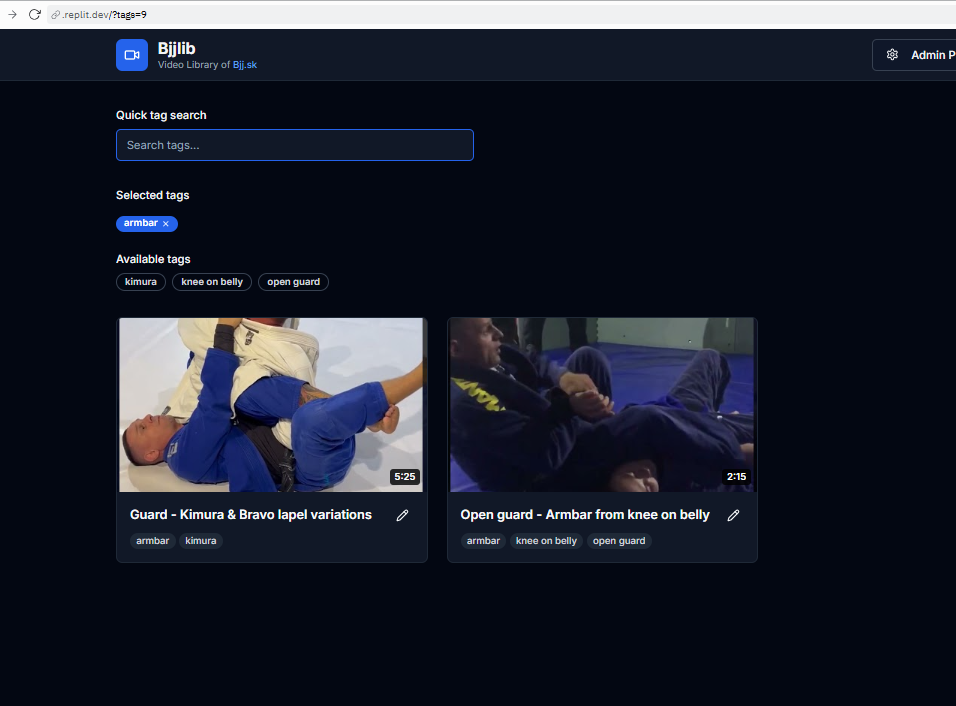 .replit.dev/?tags=9
Bjjlib
Video Library of Bjj.sk
Admin P
Quick tag search
Search tags...
Selected tags
armbar ×
Available tags
kimura knee on belly open guard
5:25 2:15
Guard - Kimura & Bravo lapel variations
armbar kimura
Open guard - Armbar from knee on belly
armbar knee on belly open guard